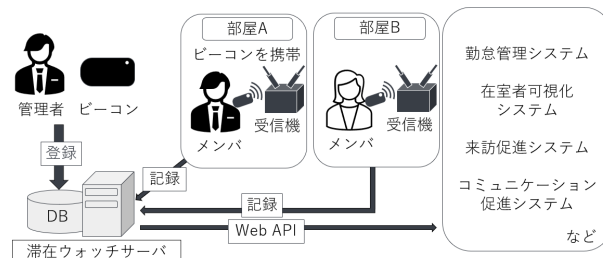 管理者
ビーコン
登録
DB
滞在ウォッチサーバ
部屋A
ビーコンを携帯
メンバ
受信機
記録
部屋B
メンバ
受信機
記録
Web API
勤怠管理システム
在室者可視化
システム
来訪促進システム
コミュニケーション
促進システム
など